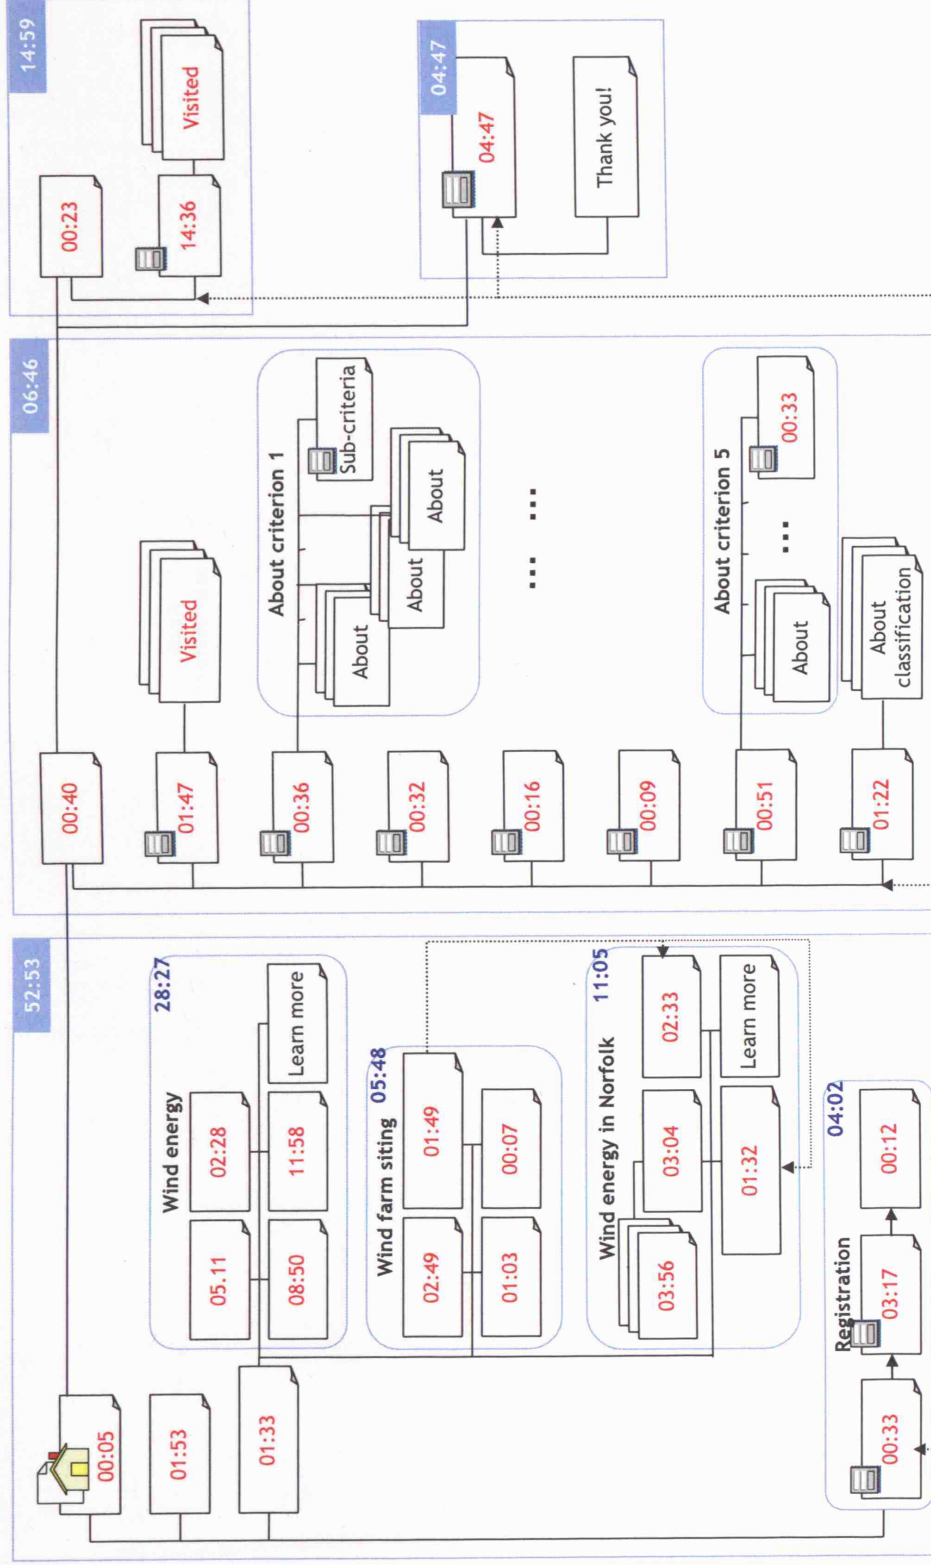 52:53
00:05
01:53
01:33
Wind energy
28:27
05.11
02:28
08:50
11:58
Learn more
Wind farm siting
05:48
02:49
01:49
01:03
00:07
Wind energy in Norfolk
11:05
03:56
03:04
02:33
01:32
Learn more
Registration
04:02
00:33
03:17
00:12
06:46
00:40
01:47
Visited
00:36
About criterion 1
About
About
About
Sub-criteria
00:32
00:16
... ...
00:09
00:51
About criterion 5
About
...
00:33
01:22
About
classification
14:59
00:23
14:36
Visited
04:47
04:47
Thank you!